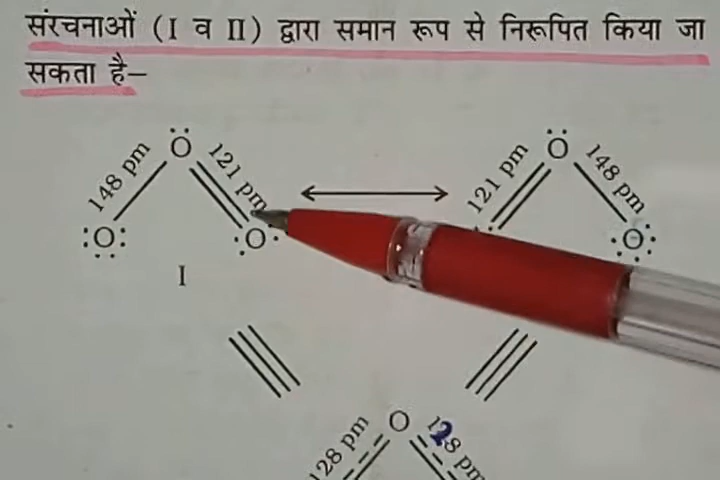 संरचनाओं (I व II) द्वारा समान रूप से निरूपित किया जा
सकता है—
Ö
148 pm
121 pm
:O:
:O:
I
Ö
121 pm
148 pm
:O:
O
128 pm
128 pm